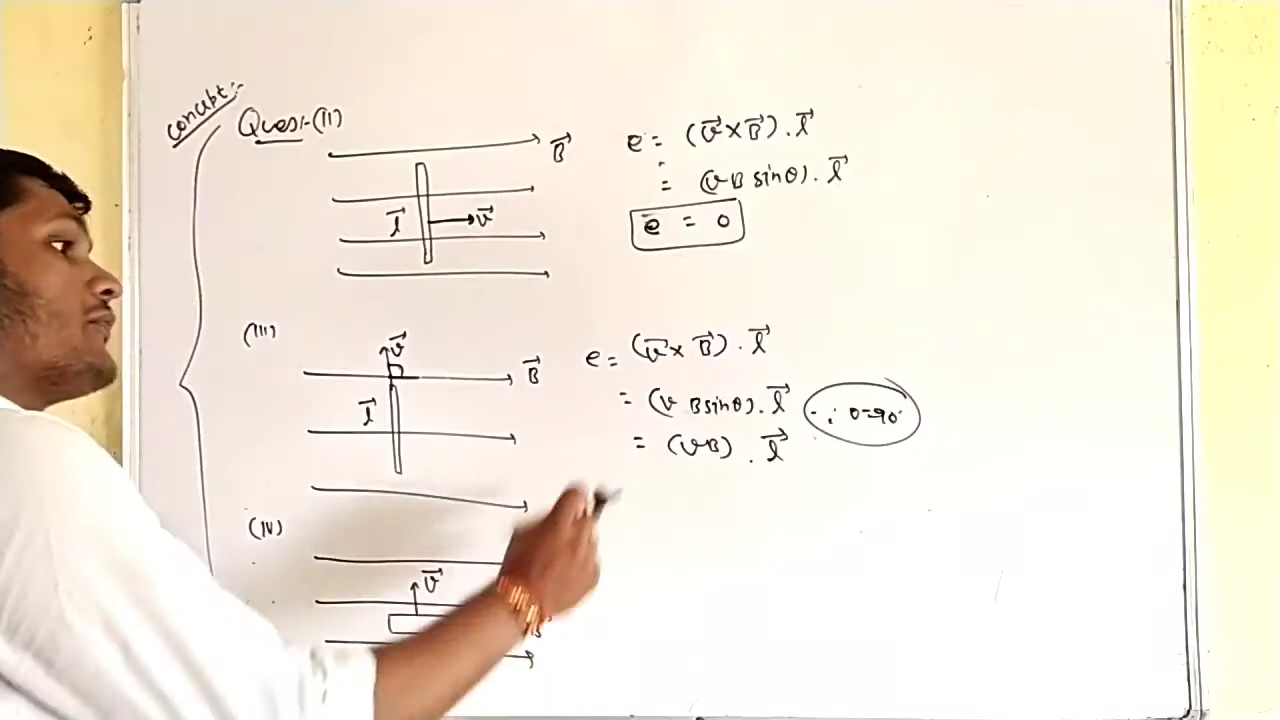 Concept:-
Ques:-(II)
B⃗
l⃗
v⃗
e = (v⃗ × B⃗) . l⃗
= (vB sinθ) . l⃗
e = 0
(III)
v⃗
B⃗
l⃗
e = (v⃗ × B⃗) . l⃗
= (v B sinθ) . l⃗
∵ θ=90°
= (vB) . l⃗
(IV)
v⃗